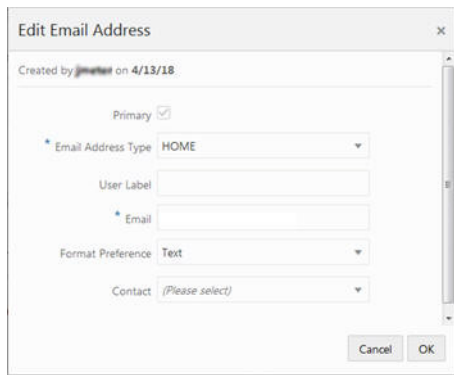 Edit Email Address
Created by on 4/13/18
Primary
* Email Address Type HOME
User Label
* Email
Format Preference Text
Contact (Please select)
Cancel OK